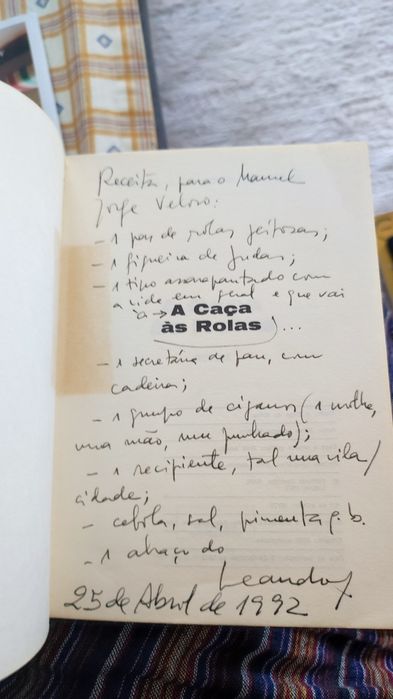 Receita, para o Manuel
Jorge Veloso:
- 1 par de rolas jeitosas;
- 1 figueira de Judas;
- 1 tipo assarapantado com
a vide em geral e que vai
à → A Caça
às Rolas ...
- 1 secretária de pau, com
cadeira;
- 1 grupo de ciganos (1 molhe,
uma mão, um punhado);
- 1 recipiente, tal uma vila/
cidade;
- cebola, sal, pimenta q.b.
- 1 abraço do
Leandro
25 de Abril de 1992